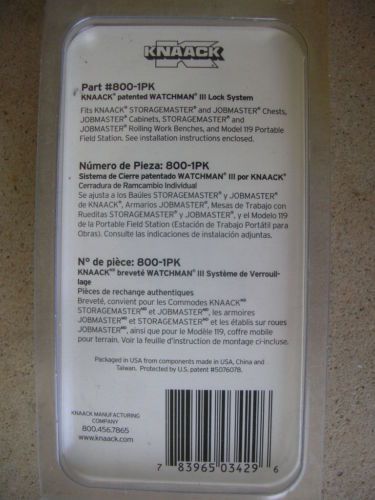 KNAACK
Part #800-1PK
KNAACK® patented WATCHMAN® III Lock System
Fits KNAACK® STORAGEMASTER® and JOBMASTER® Chests,
JOBMASTER® Cabinets, STORAGEMASTER® and
JOBMASTER® Rolling Work Benches, and Model 119 Portable
Field Station. See installation instructions enclosed.
Número de Pieza: 800-1PK
Sistema de Cierre patentado WATCHMAN® III por KNAACK®
Cerradura de Ramcambio Individual
Se ajusta a los Baúles STORAGEMASTER® y JOBMASTER®
de KNAACK®, Armarios JOBMASTER®, Mesas de Trabajo con
Rueditas STORAGEMASTER® y JOBMASTER®, y el Modelo 119
de la Portable Field Station (Estación de Trabajo Portátil para
Obras). Consulte las indicaciones de instalación adjuntas.
N° de pièce: 800-1PK
KNAACK® breveté WATCHMAN® III Système de Verrouil-
lage
Pièces de rechange authentiques
Breveté, convient pour les Commodes KNAACK MD
STORAGEMASTER MD et JOBMASTER MD, les armoires
JOBMASTER MD et STORAGEMASTER MD et les établis sur roues
JOBMASTER MD, ainsi que pour le Modèle 119, coffre mobile
pour terrain. Voir la feuille d'instruction de montage ci-incluse.
Packaged in USA from components made in USA, China and
Taiwan. Protected by U.S. patent #5076078.
KNAACK MANUFACTURING
COMPANY
800.456.7865
www.knaack.com
7 83965 03429 6